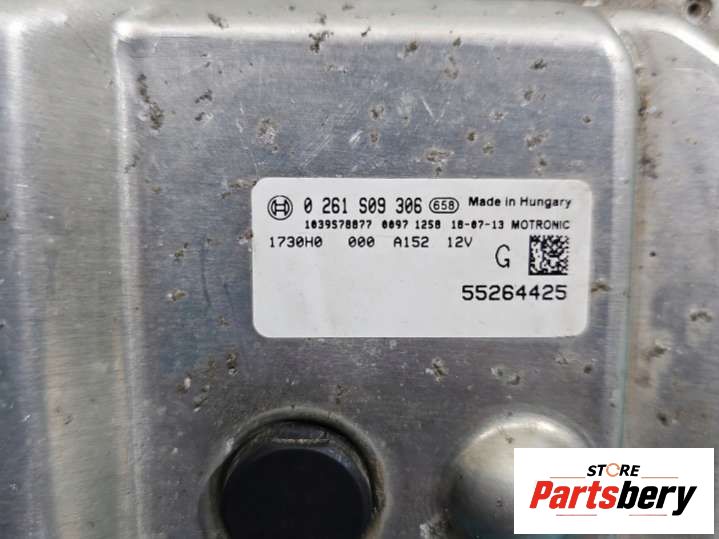 0 261 S09 306 658 Made in Hungary
1039S78877 0097 1258 18-07-13 MOTRONIC
1730H0 000 A152 12V
G
55264425
STORE
Partsbery